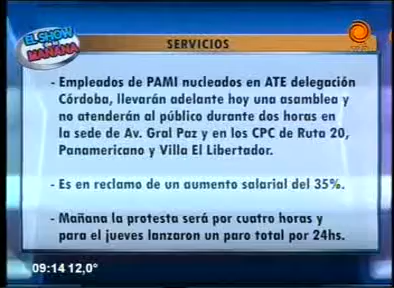 EL SHOW
de la
MAÑANA
SERVICIOS
- Empleados de PAMI nucleados en ATE delegación
Córdoba, llevarán adelante hoy una asamblea y
no atenderán al público durante dos horas en
la sede de Av. Gral Paz y en los CPC de Ruta 20,
Panamericano y Villa El Libertador.
- Es en reclamo de un aumento salarial del 35%.
- Mañana la protesta será por cuatro horas y
para el jueves lanzaron un paro total por 24hs.
09:14 12,0°